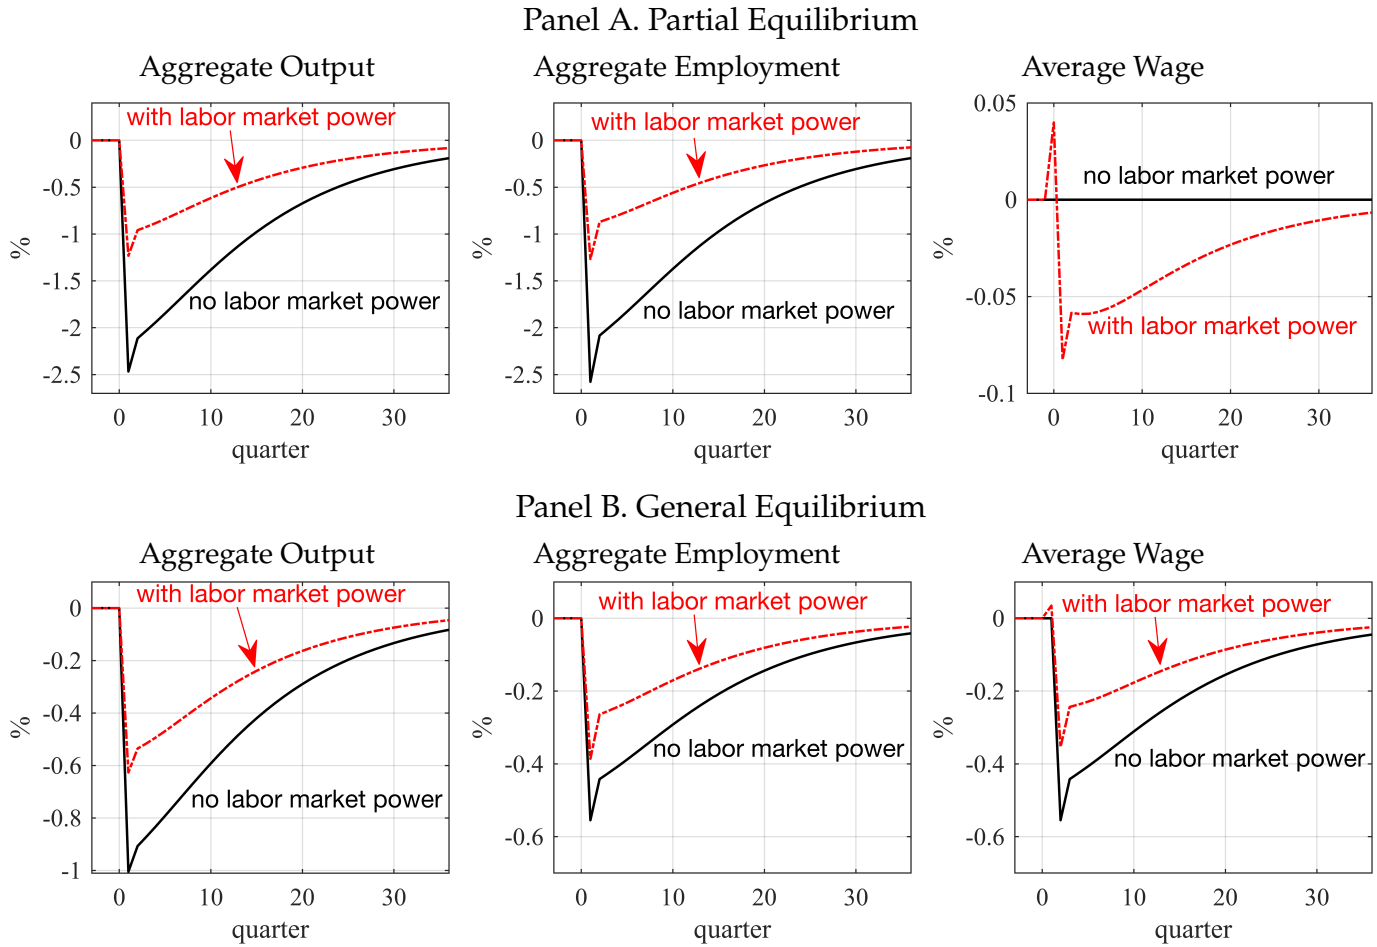 Panel A. Partial Equilibrium
Aggregate Output
Aggregate Employment
Average Wage
with labor market power
no labor market power
0
-0.5
-1
-1.5
-2
-2.5
%
0 10 20 30
quarter
with labor market power
no labor market power
0
-0.5
-1
-1.5
-2
-2.5
%
0 10 20 30
quarter
no labor market power
with labor market power
0.05
0
-0.05
-0.1
%
0 10 20 30
quarter
Panel B. General Equilibrium
Aggregate Output
Aggregate Employment
Average Wage
with labor market power
no labor market power
0
-0.2
-0.4
-0.6
-0.8
-1
%
0 10 20 30
quarter
with labor market power
no labor market power
0
-0.2
-0.4
-0.6
%
0 10 20 30
quarter
with labor market power
no labor market power
0
-0.2
-0.4
-0.6
%
0 10 20 30
quarter